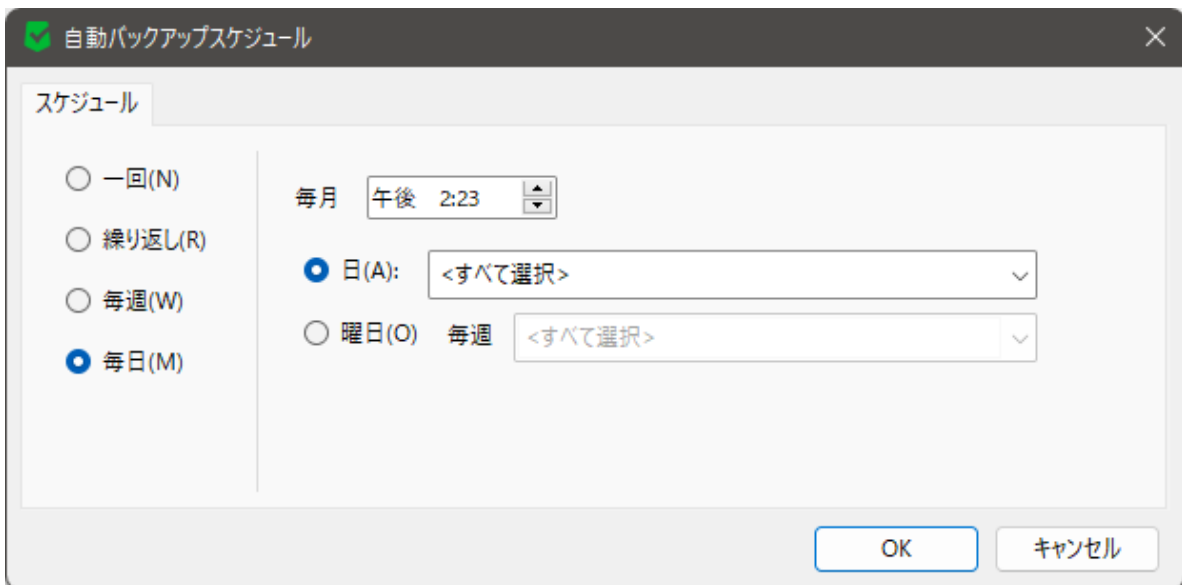 自動バックアップスケジュール
スケジュール
一回(N)
繰り返し(R)
毎週(W)
毎日(M)
毎月 午後 2:23
日(A): <すべて選択>
曜日(O) 毎週 <すべて選択>
OK キャンセル